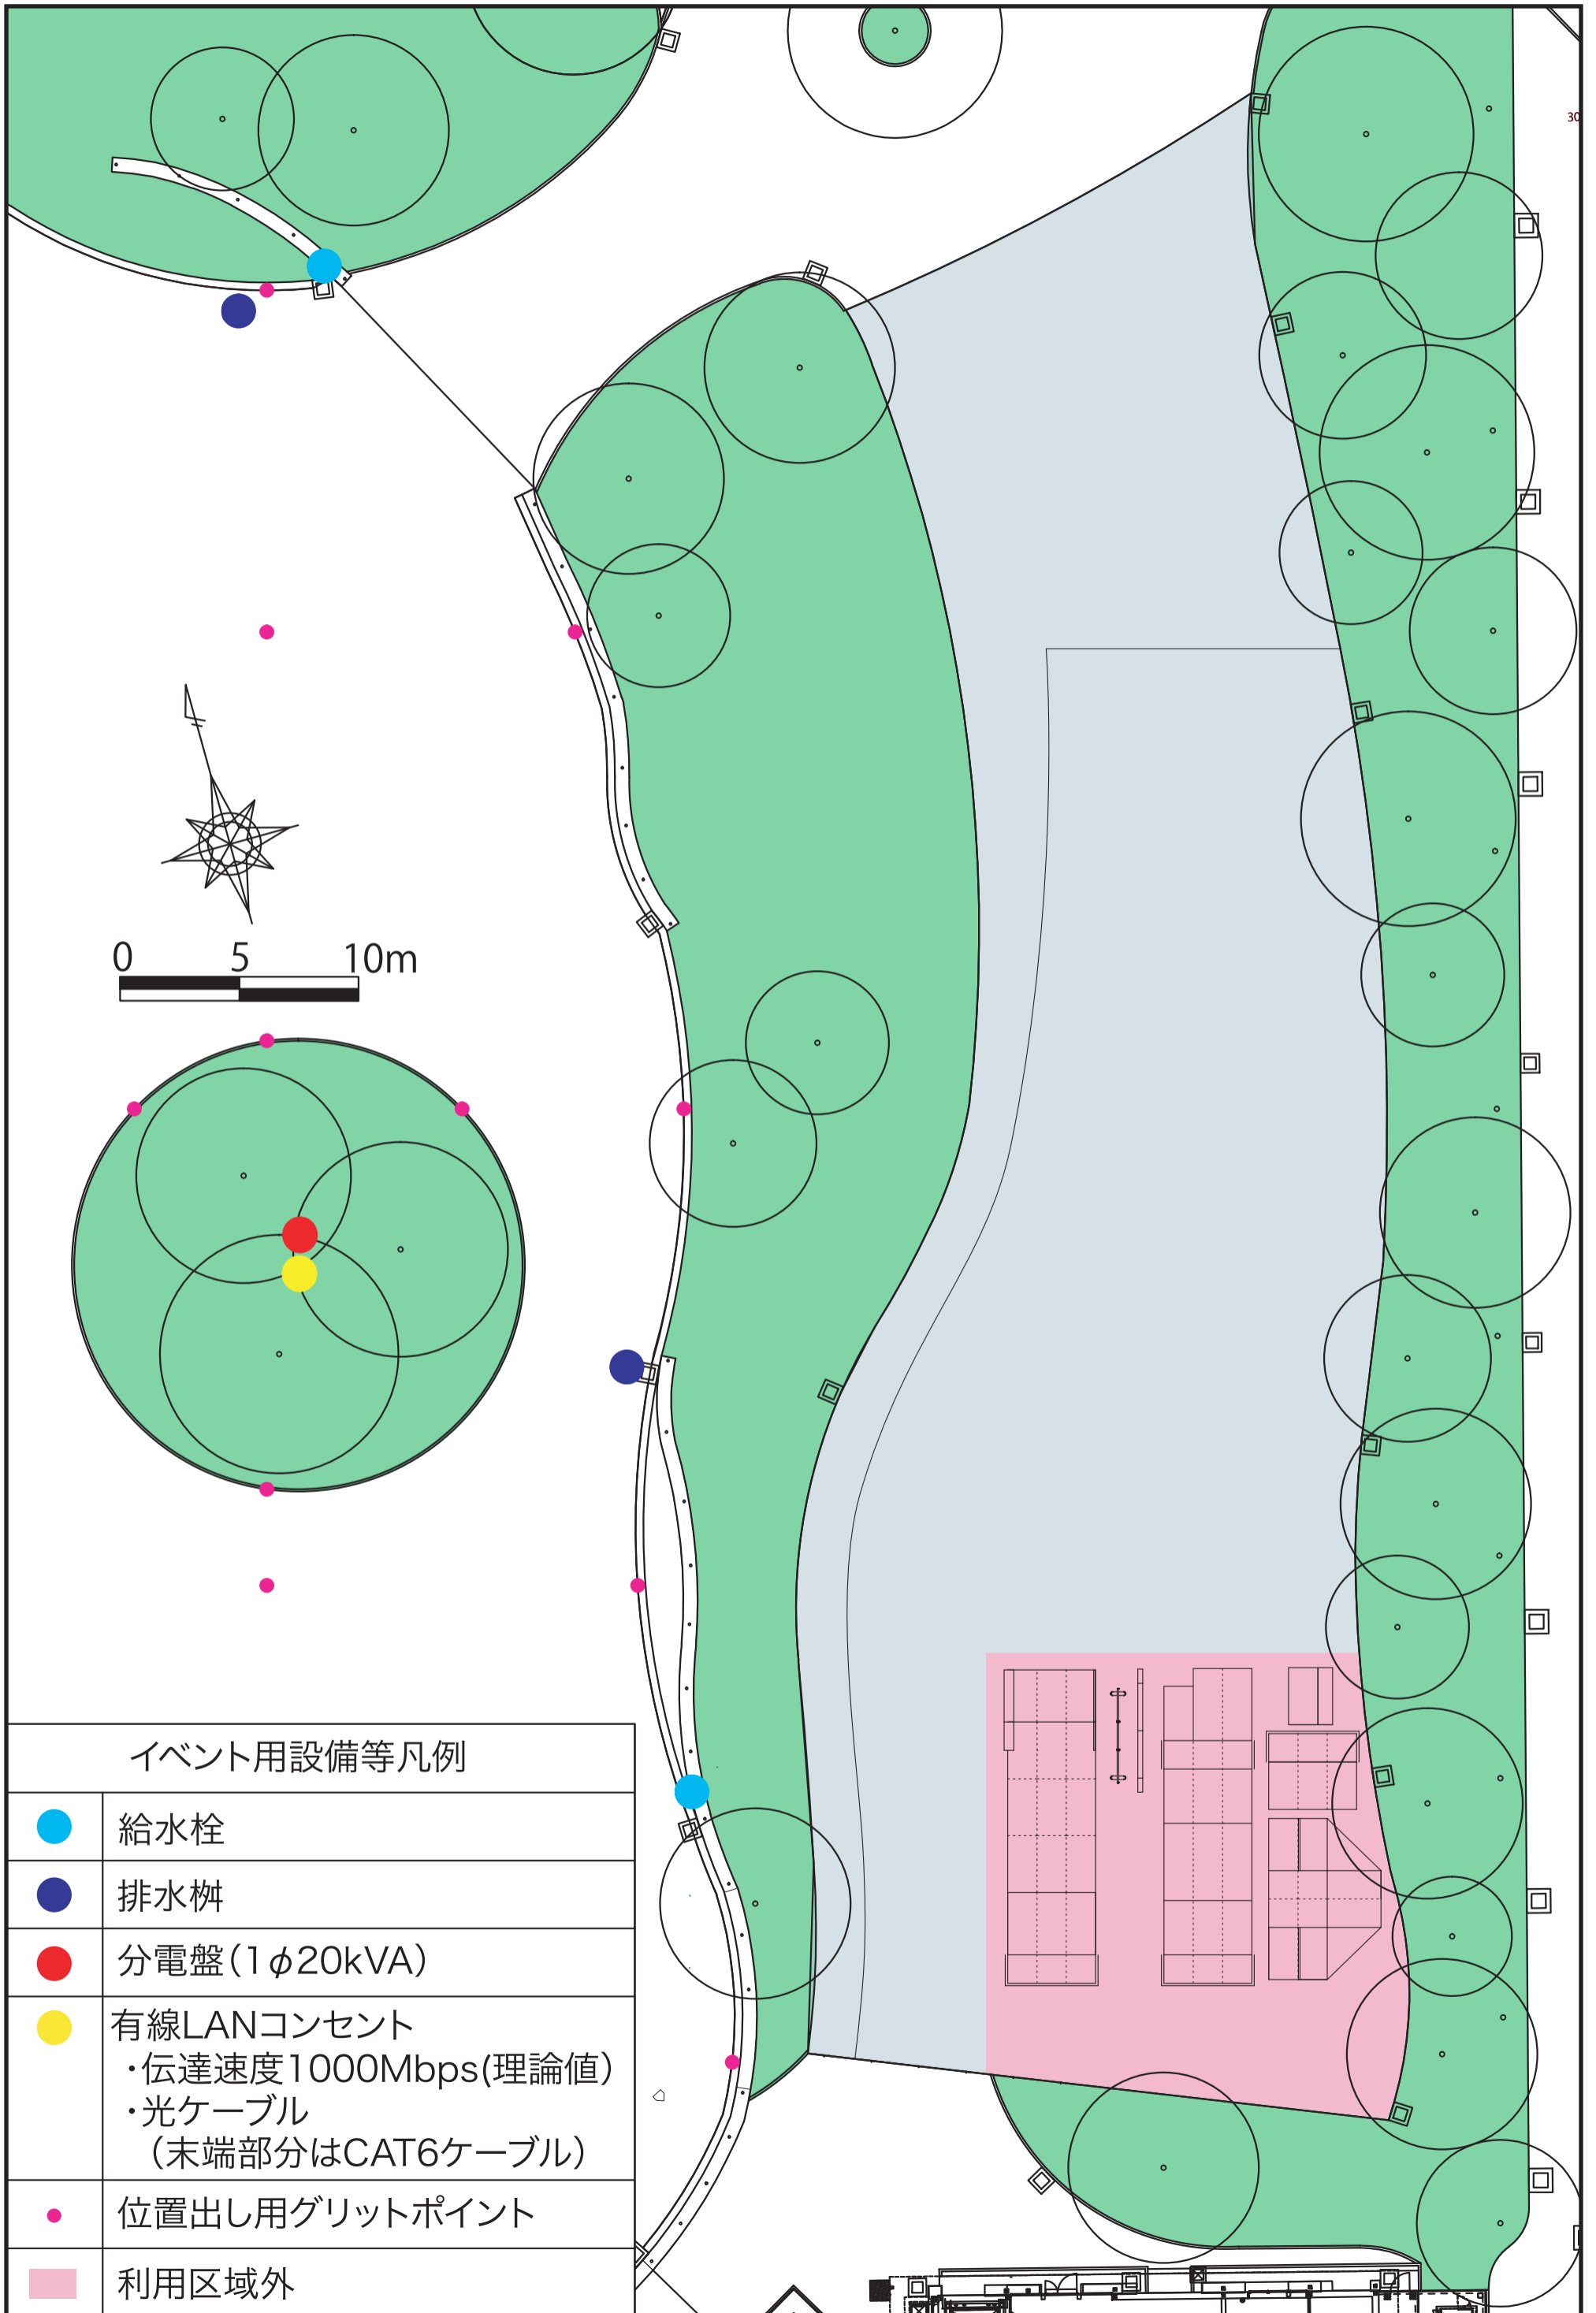 30
0 5 10m
イベント用設備等凡例
給水栓
排水桝
分電盤(1φ20kVA)
有線LANコンセント
・伝達速度1000Mbps(理論値)
・光ケーブル
(末端部分はCAT6ケーブル)
位置出し用グリットポイント
利用区域外